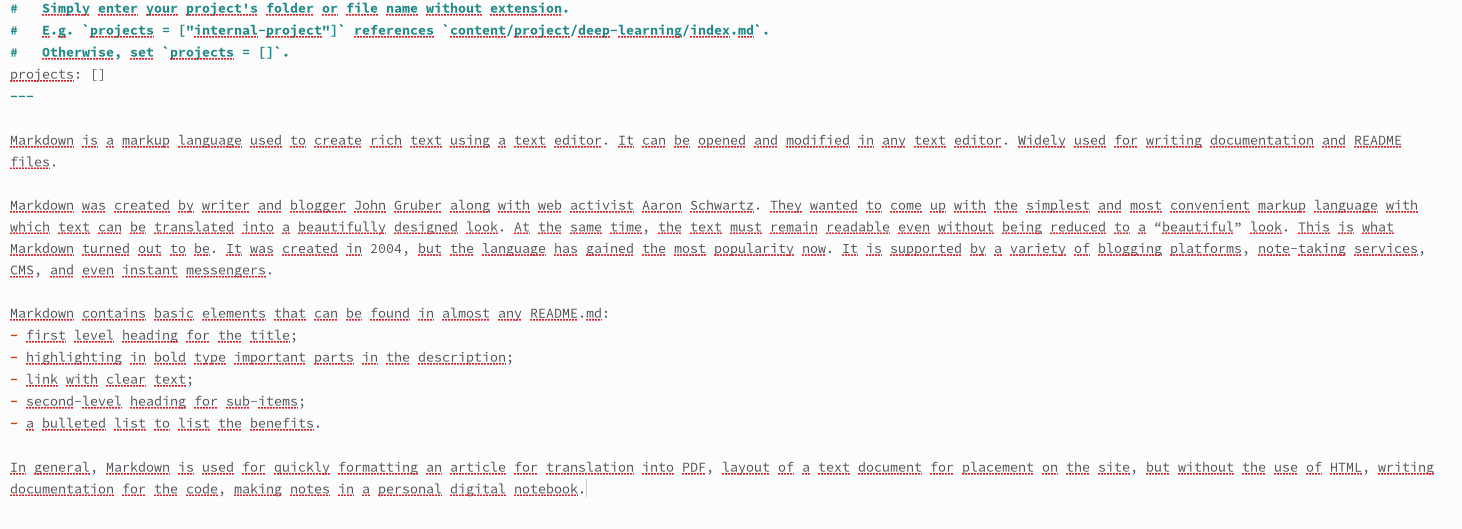 #   Simply enter your project's folder or file name without extension.
#   E.g. `projects = ["internal-project"]` references `content/project/deep-learning/index.md`.
#   Otherwise, set `projects = []`.
projects: []
---
Markdown is a markup language used to create rich text using a text editor. It can be opened and modified in any text editor. Widely used for writing documentation and README
files.
Markdown was created by writer and blogger John Gruber along with web activist Aaron Schwartz. They wanted to come up with the simplest and most convenient markup language with
which text can be translated into a beautifully designed look. At the same time, the text must remain readable even without being reduced to a “beautiful” look. This is what
Markdown turned out to be. It was created in 2004, but the language has gained the most popularity now. It is supported by a variety of blogging platforms, note-taking services,
CMS, and even instant messengers.
Markdown contains basic elements that can be found in almost any README.md:
- first level heading for the title;
- highlighting in bold type important parts in the description;
- link with clear text;
- second-level heading for sub-items;
- a bulleted list to list the benefits.
In general, Markdown is used for quickly formatting an article for translation into PDF, layout of a text document for placement on the site, but without the use of HTML, writing
documentation for the code, making notes in a personal digital notebook.